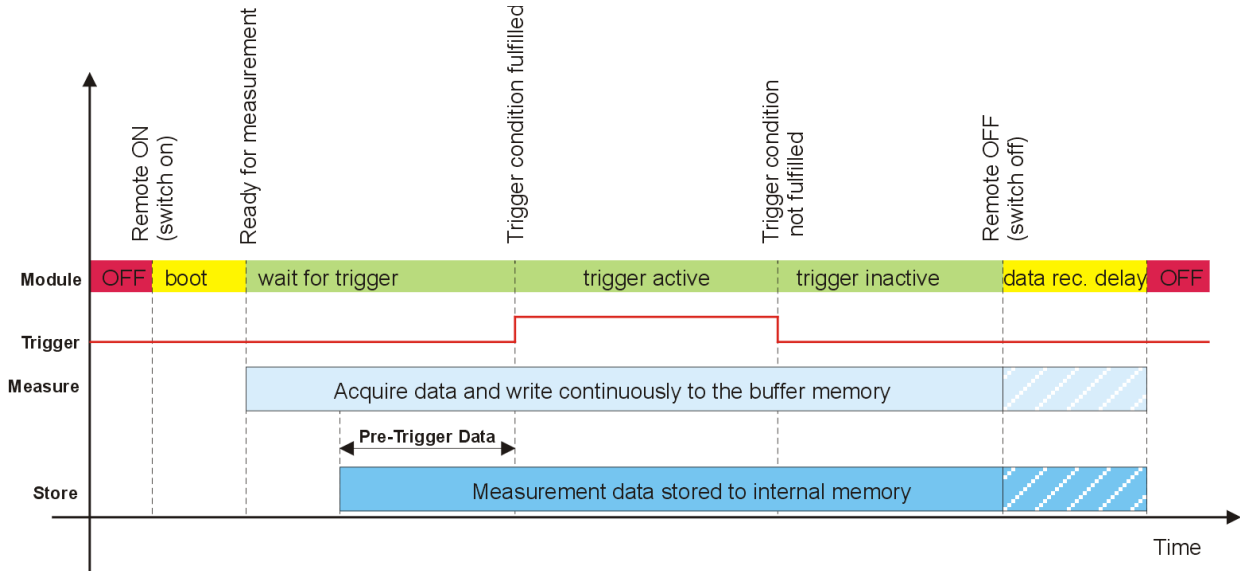 Remote ON
(switch on)
Ready for measurement
Trigger condition fulfilled
Trigger condition
not fulfilled
Remote OFF
(switch off)
Module
OFF
boot
wait for trigger
trigger active
trigger inactive
data rec. delay
OFF
Trigger
Measure
Acquire data and write continuously to the buffer memory
Pre-Trigger Data
Store
Measurement data stored to internal memory
Time